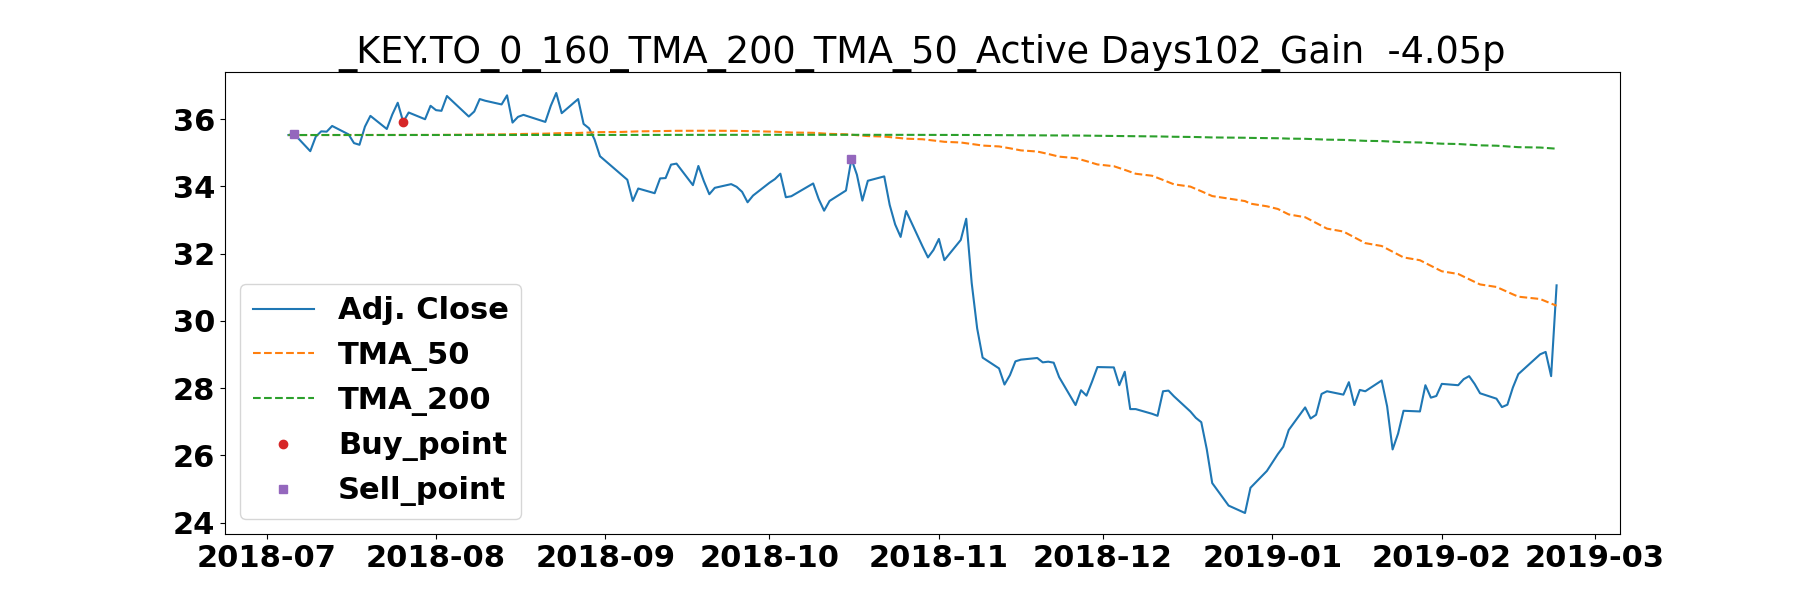 _KEY.TO_0_160_TMA_200_TMA_50_Active Days102_Gain  -4.05p
36
34
32
30
28
26
24
Adj. Close
TMA_50
TMA_200
Buy_point
Sell_point
2018-07 2018-08 2018-09 2018-10 2018-11 2018-12 2019-01 2019-02 2019-03